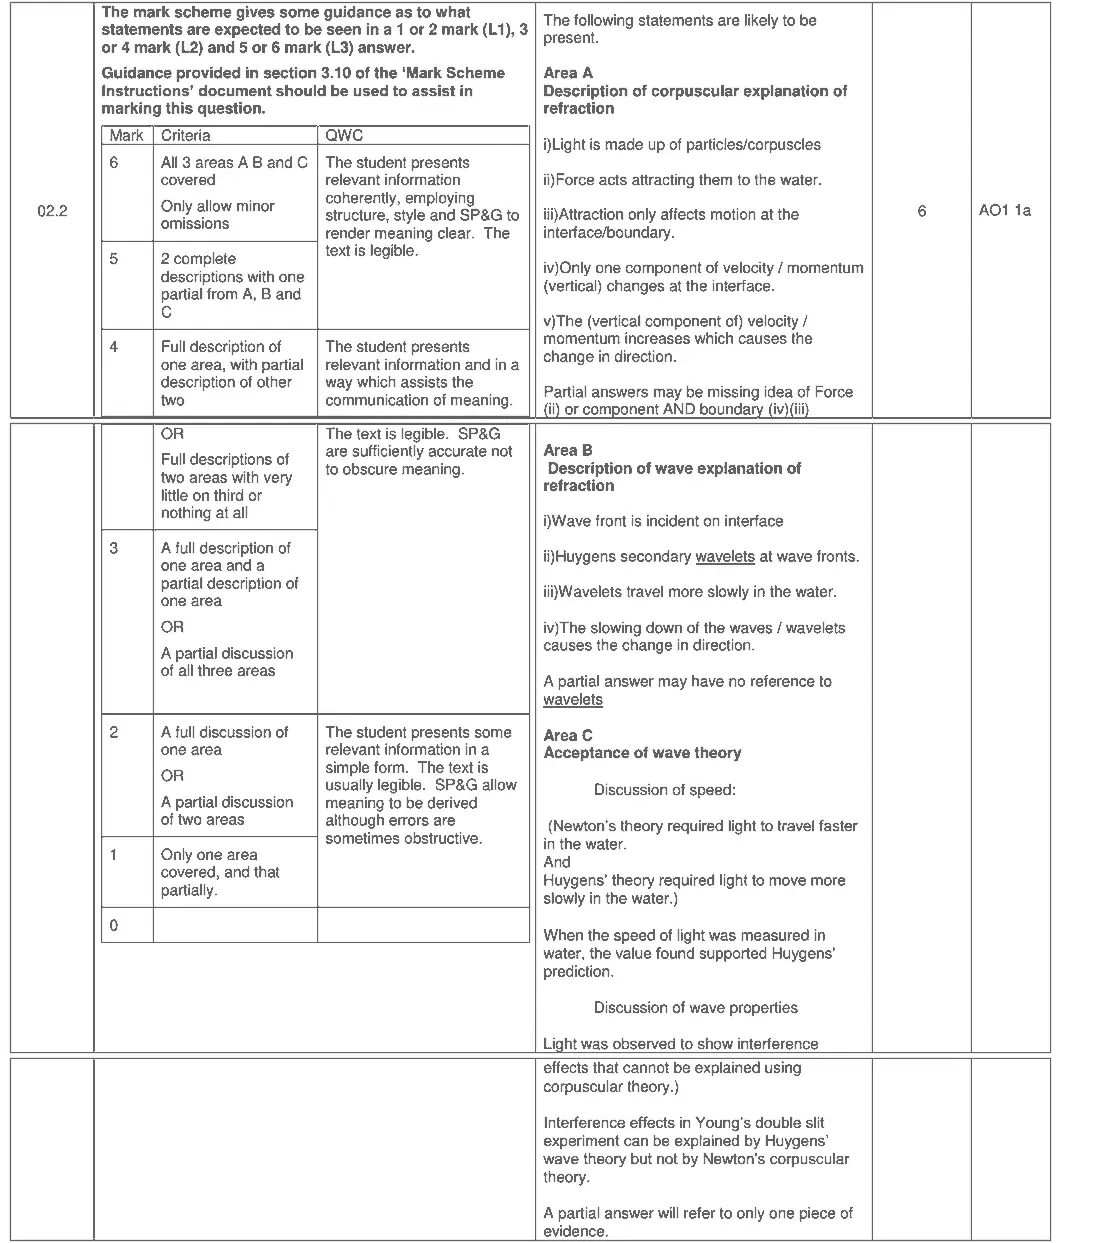 02.2
The mark scheme gives some guidance as to what
statements are expected to be seen in a 1 or 2 mark (L1), 3
or 4 mark (L2) and 5 or 6 mark (L3) answer.
Guidance provided in section 3.10 of the ‘Mark Scheme
Instructions’ document should be used to assist in
marking this question.
Mark Criteria QWC
6
All 3 areas A B and C
covered
Only allow minor
omissions
The student presents
relevant information
coherently, employing
structure, style and SP&G to
render meaning clear. The
text is legible.
5
2 complete
descriptions with one
partial from A, B and
C
4
Full description of
one area, with partial
description of other
two
The student presents
relevant information and in a
way which assists the
communication of meaning.
The following statements are likely to be
present.
Area A
Description of corpuscular explanation of
refraction
i)Light is made up of particles/corpuscles
ii)Force acts attracting them to the water.
iii)Attraction only affects motion at the
interface/boundary.
iv)Only one component of velocity / momentum
(vertical) changes at the interface.
v)The (vertical component of) velocity /
momentum increases which causes the
change in direction.
Partial answers may be missing idea of Force
(ii) or component AND boundary (iv)(iii)
6
AO1 1a
OR
Full descriptions of
two areas with very
little on third or
nothing at all
The text is legible. SP&G
are sufficiently accurate not
to obscure meaning.
3
A full description of
one area and a
partial description of
one area
OR
A partial discussion
of all three areas
2
A full discussion of
one area
OR
A partial discussion
of two areas
The student presents some
relevant information in a
simple form. The text is
usually legible. SP&G allow
meaning to be derived
although errors are
sometimes obstructive.
1
Only one area
covered, and that
partially.
0
Area B
Description of wave explanation of
refraction
i)Wave front is incident on interface
ii)Huygens secondary wavelets at wave fronts.
iii)Wavelets travel more slowly in the water.
iv)The slowing down of the waves / wavelets
causes the change in direction.
A partial answer may have no reference to
wavelets
Area C
Acceptance of wave theory
Discussion of speed:
(Newton’s theory required light to travel faster
in the water.
And
Huygens’ theory required light to move more
slowly in the water.)
When the speed of light was measured in
water, the value found supported Huygens’
prediction.
Discussion of wave properties
Light was observed to show interference
effects that cannot be explained using
corpuscular theory.)
Interference effects in Young’s double slit
experiment can be explained by Huygens’
wave theory but not by Newton’s corpuscular
theory.
A partial answer will refer to only one piece of
evidence.